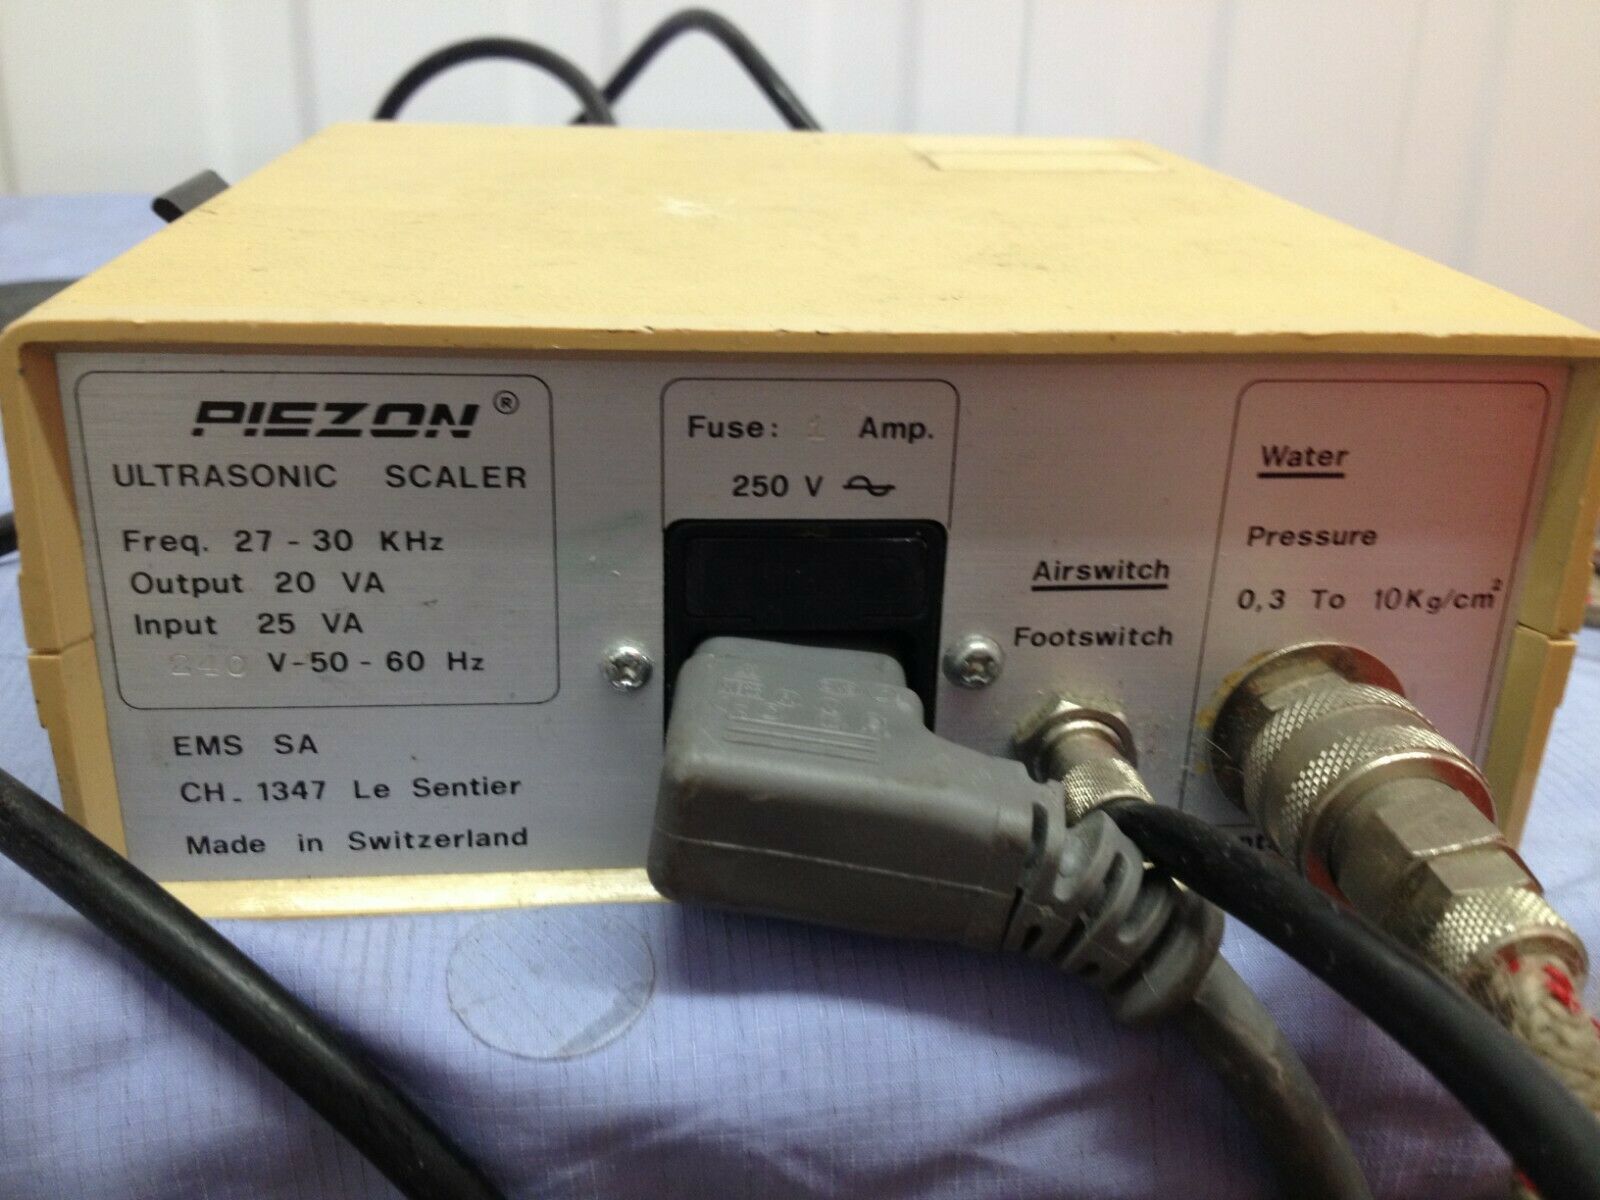 PIEZON ®
ULTRASONIC SCALER
Freq. 27 - 30 KHz
Output 20 VA
Input 25 VA
240 V-50 - 60 Hz
EMS SA
CH_ 1347 Le Sentier
Made in Switzerland
Fuse: 1 Amp.
250 V
Airswitch
Footswitch
Water
Pressure
0,3 To 10Kg/cm²